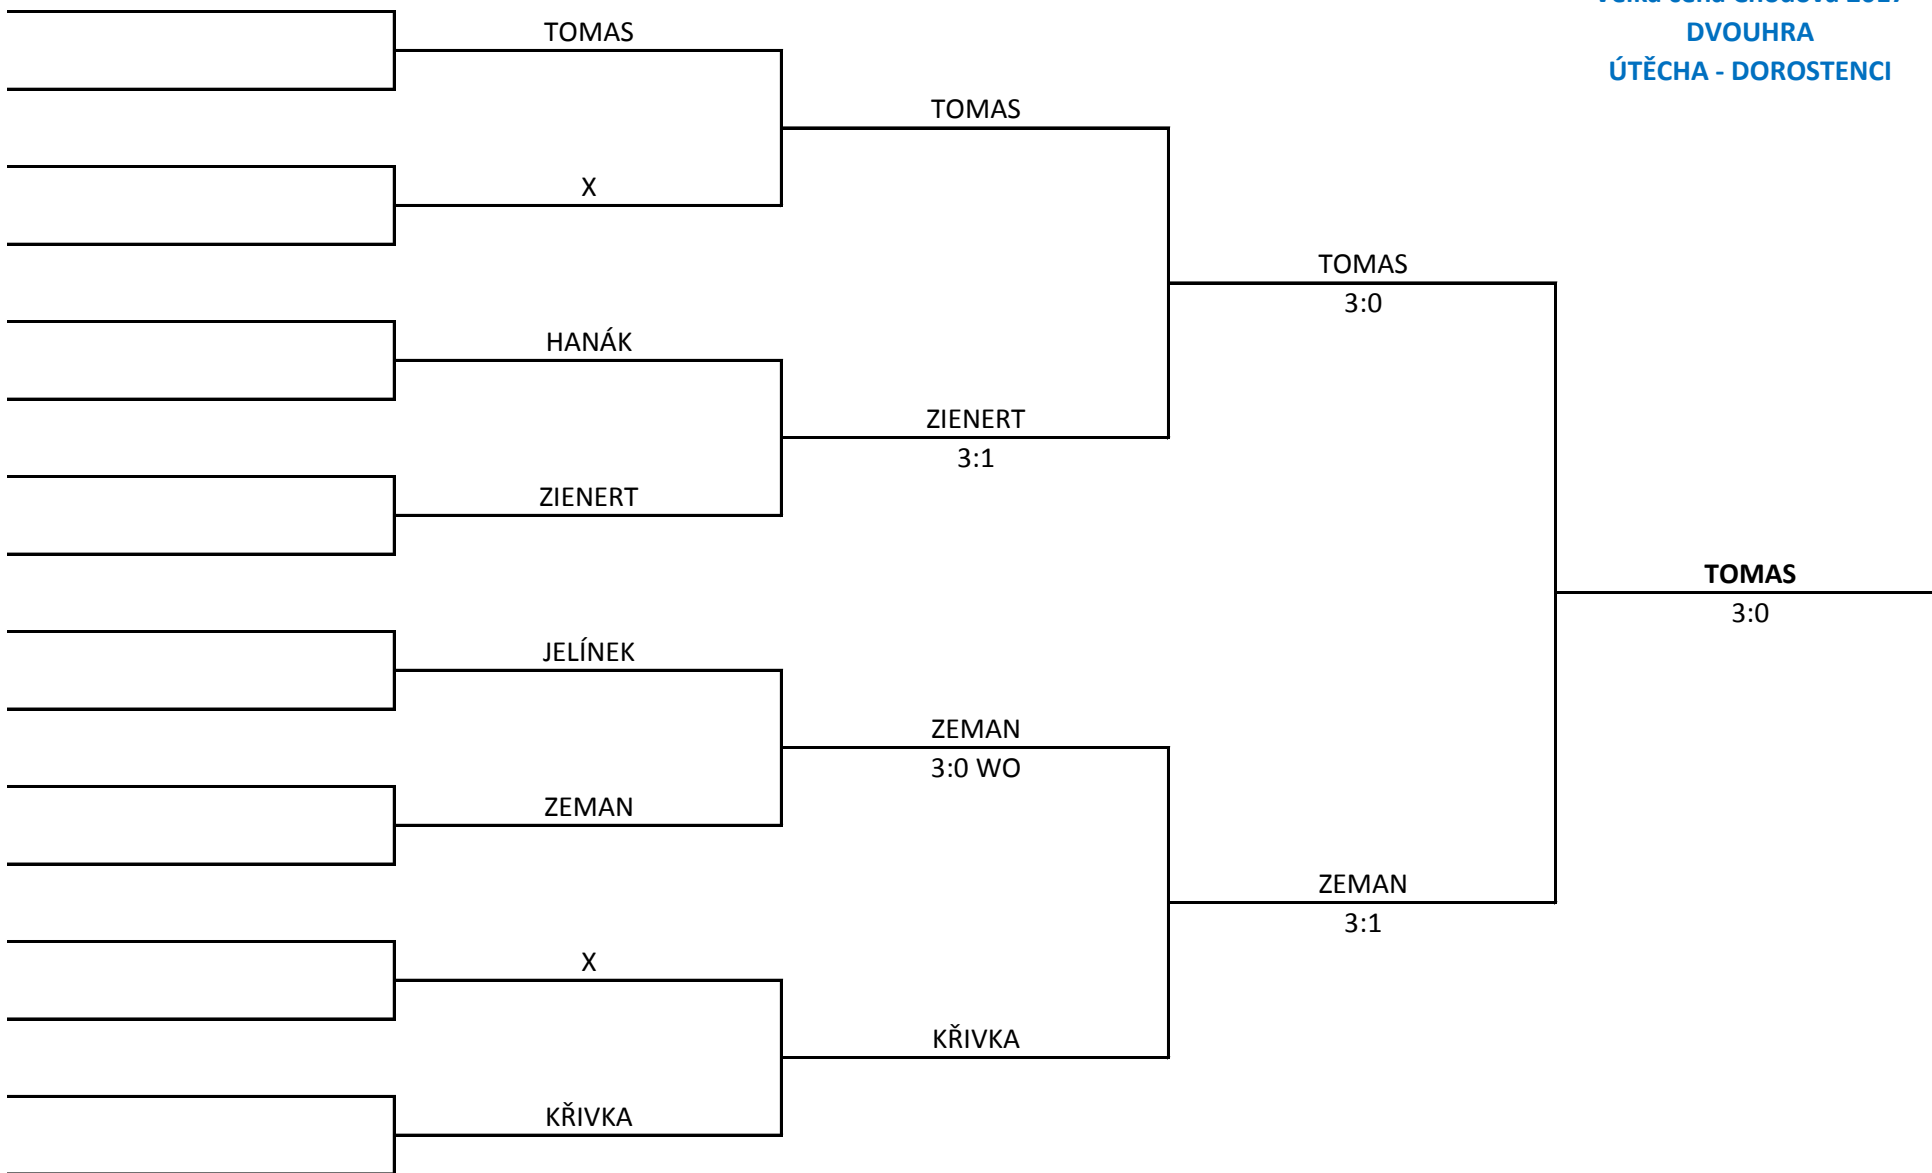 DVOUHRA
ÚTĚCHA - DOROSTENCI
TOMAS
TOMAS
X
TOMAS
3:0
HANÁK
ZIENERT
3:1
ZIENERT
TOMAS
3:0
JELÍNEK
ZEMAN
3:0 WO
ZEMAN
ZEMAN
3:1
X
KŘIVKA
KŘIVKA